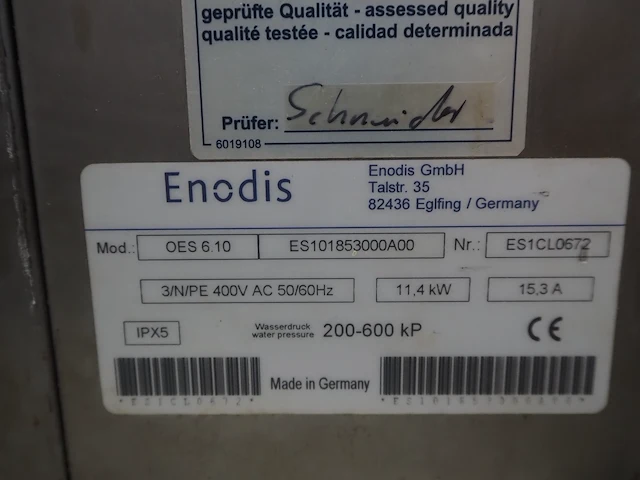 geprüfte Qualität - assessed quality
qualité testée - calidad determinada
Prüfer: Schneider
6019108
Enodis
Enodis GmbH
Talstr. 35
82436 Eglfing / Germany
Mod.: OES 6.10 ES101853000A00 Nr.: ES1CL0672
3/N/PE 400V AC 50/60Hz 11,4 kW 15,3 A
IPX5 Wasserdruck
water pressure 200-600 kP CE
Made in Germany